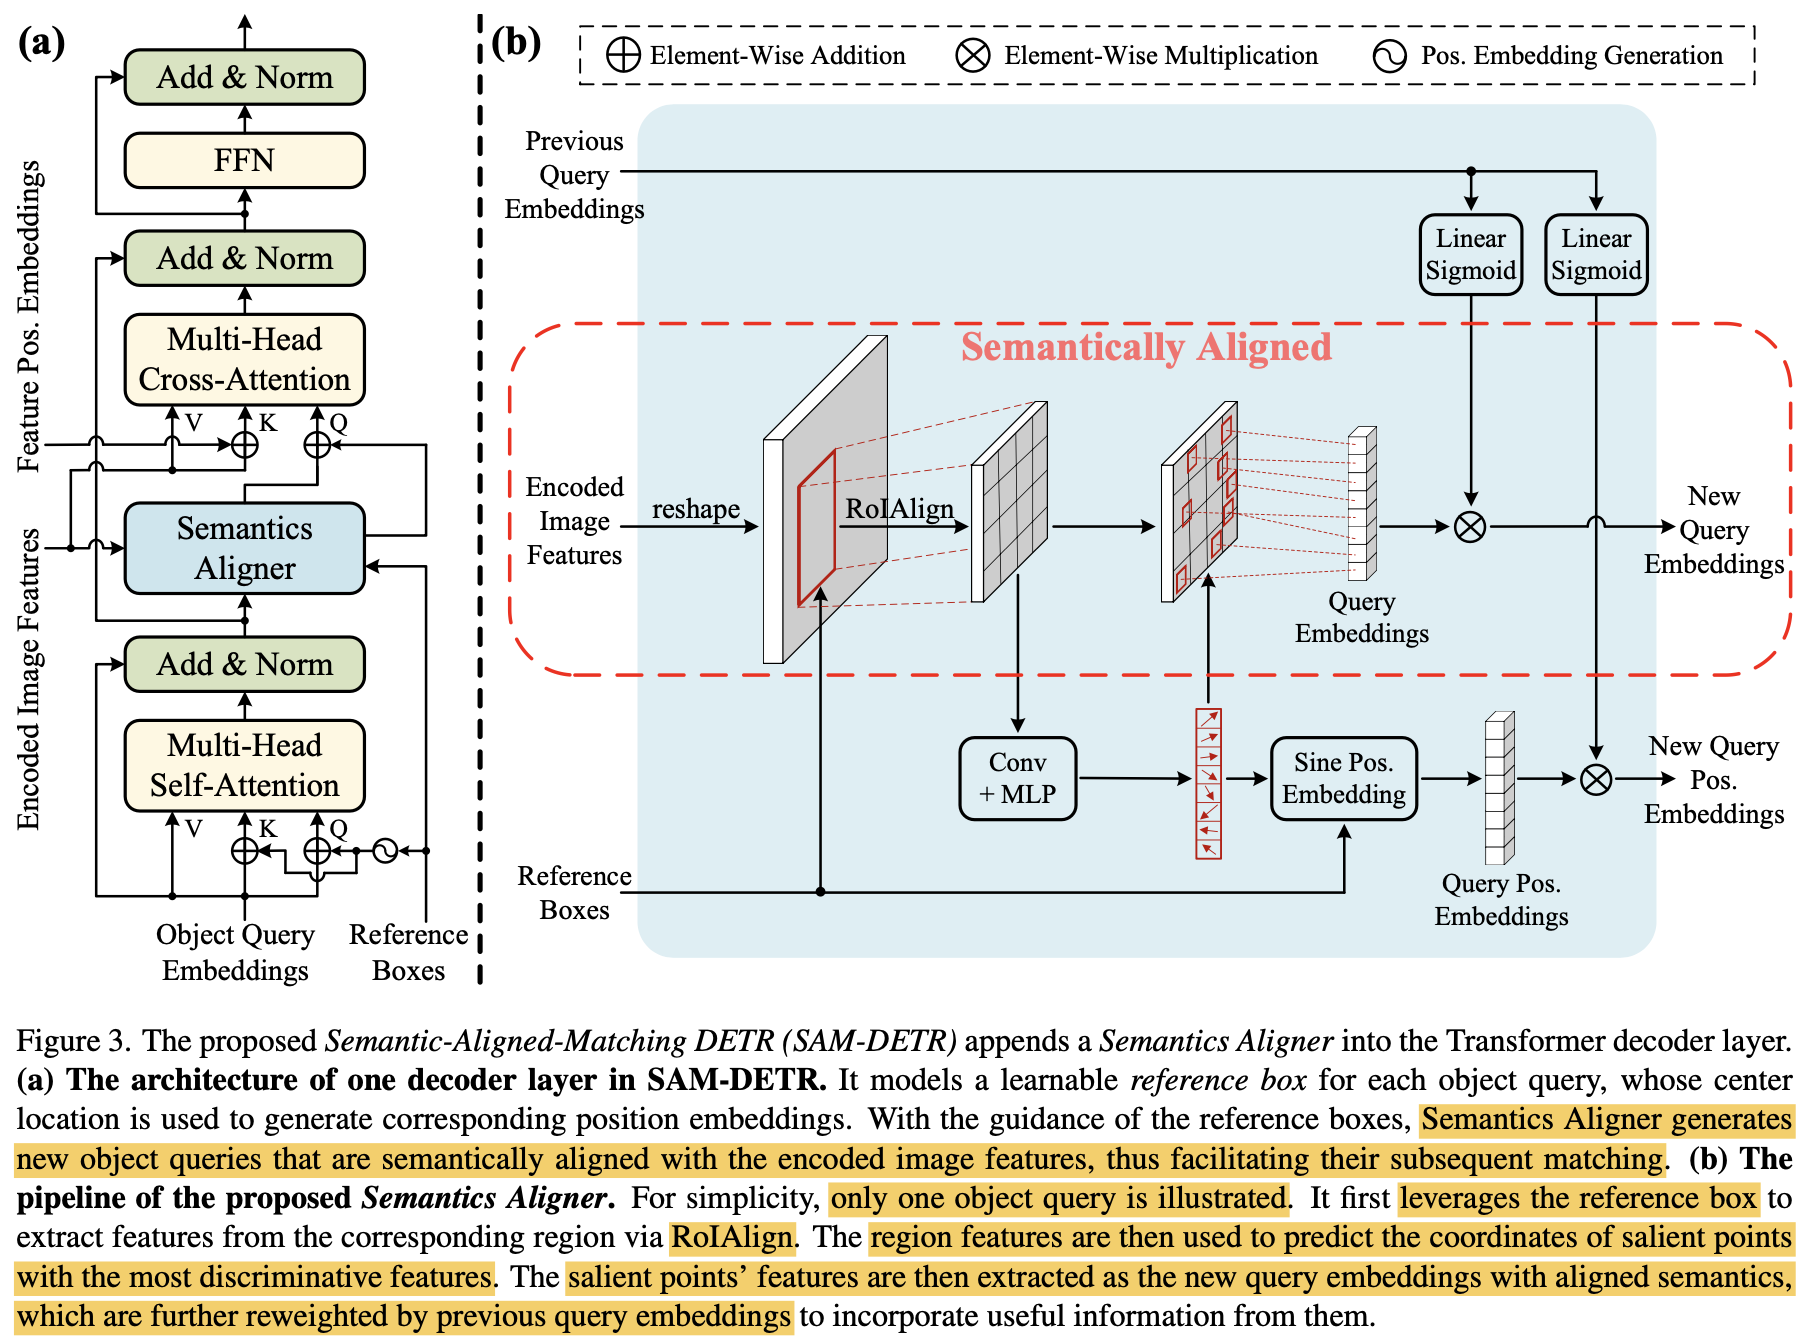 (a)
Add & Norm
FFN
Add & Norm
Multi-Head
Cross-Attention
V
K
Q
Semantics
Aligner
Add & Norm
Multi-Head
Self-Attention
V
K
Q
Object Query
Embeddings
Reference
Boxes
Feature Pos. Embeddings
Encoded Image Features
(b)
Element-Wise Addition
Element-Wise Multiplication
Pos. Embedding Generation
Previous
Query
Embeddings
Linear
Sigmoid
Linear
Sigmoid
Semantically Aligned
Encoded
Image
Features
reshape
RoIAlign
Query
Embeddings
New
Query
Embeddings
Conv
+ MLP
Sine Pos.
Embedding
New Query
Pos.
Embeddings
Reference
Boxes
Query Pos.
Embeddings
Figure 3. The proposed Semantic-Aligned-Matching DETR (SAM-DETR) appends a Semantics Aligner into the Transformer decoder layer.
(a) The architecture of one decoder layer in SAM-DETR. It models a learnable reference box for each object query, whose center
location is used to generate corresponding position embeddings. With the guidance of the reference boxes, Semantics Aligner generates
new object queries that are semantically aligned with the encoded image features, thus facilitating their subsequent matching. (b) The
pipeline of the proposed Semantics Aligner. For simplicity, only one object query is illustrated. It first leverages the reference box to
extract features from the corresponding region via RoIAlign. The region features are then used to predict the coordinates of salient points
with the most discriminative features. The salient points' features are then extracted as the new query embeddings with aligned semantics,
which are further reweighted by previous query embeddings to incorporate useful information from them.